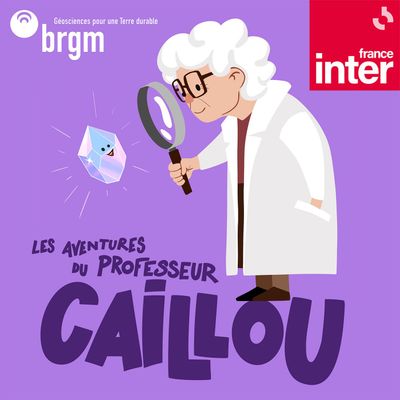 Géosciences pour une Terre durable
brgm
france
inter
LES AVENTURES
DU PROFESSEUR
CAILLOU